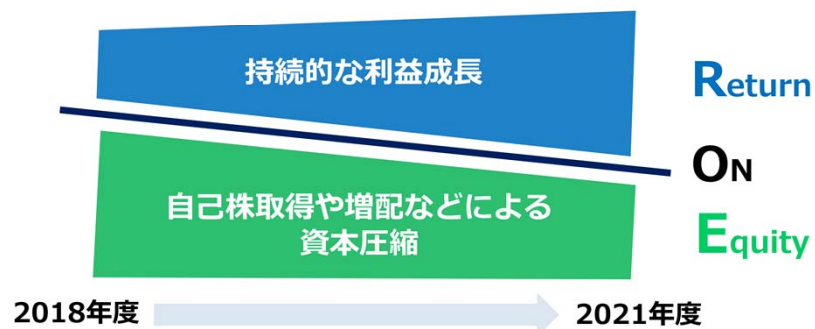 持続的な利益成長
Return
ON
自己株取得や増配などによる
資本圧縮
Equity
2018年度
2021年度